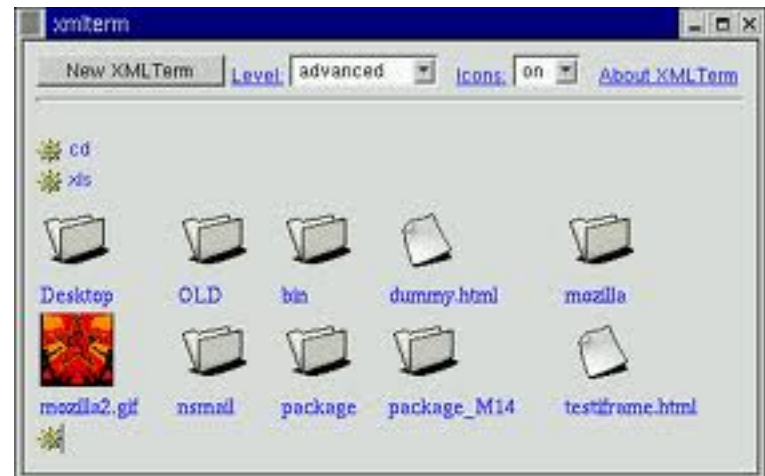 xmlterm
New XMLTerm Level: advanced Icons: on About XMLTerm
cd
xls
Desktop OLD bin dummy.html mozilla
mozilla2.gif nsmail package package_M14 testiframe.html